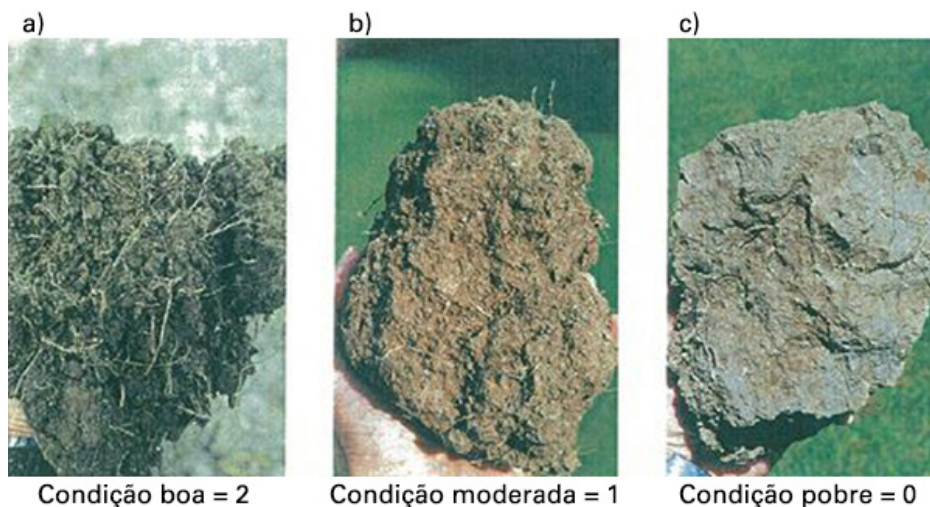 a)
b)
c)
Condição boa = 2
Condição moderada = 1
Condição pobre = 0